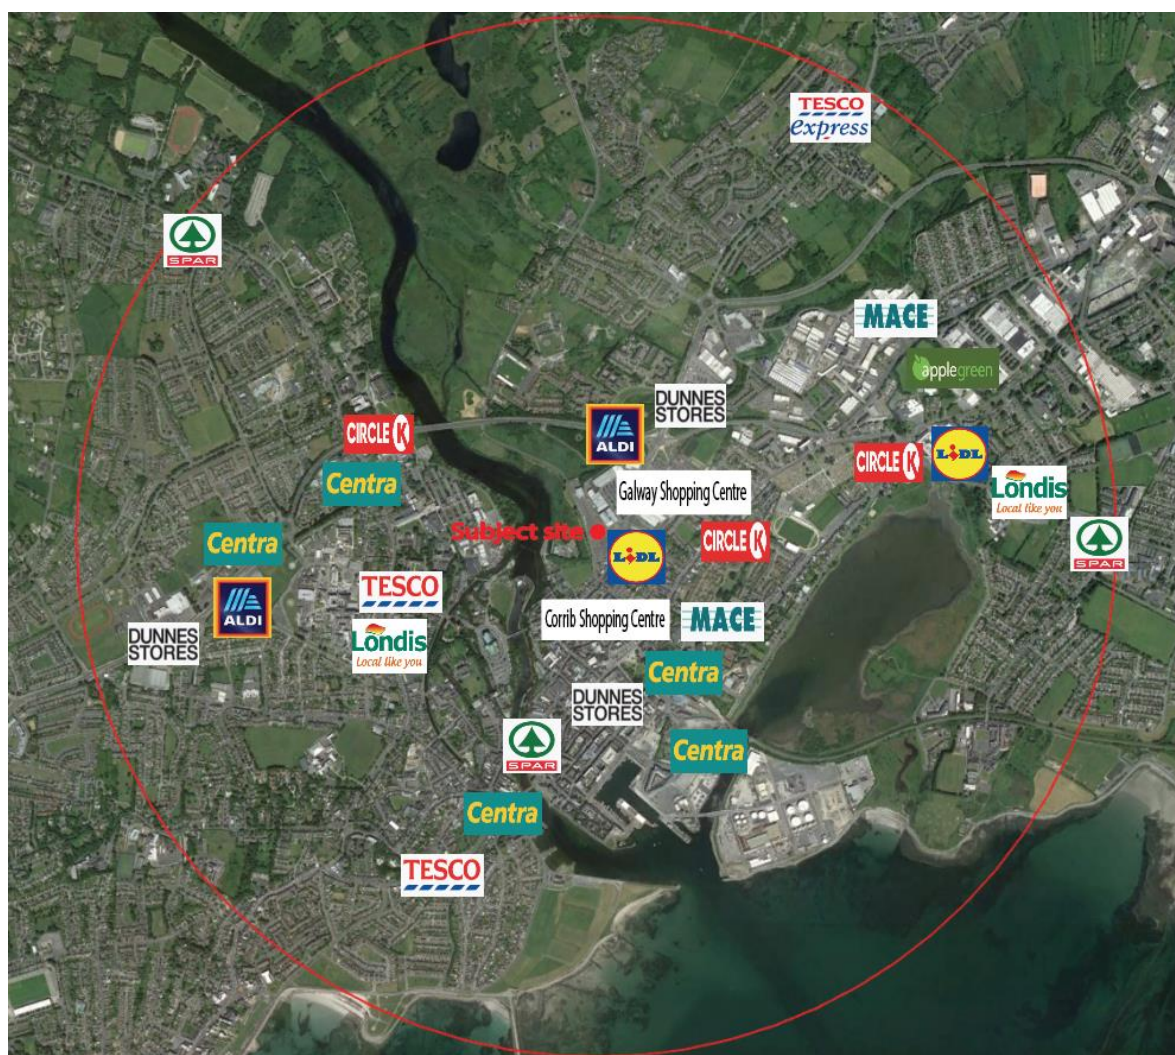 TESCO
express
SPAR
MACE
applegreen
DUNNES
STORES
ALDI
CIRCLE K
CIRCLE K
LIDL
Centra
Galway Shopping Centre
Londis
Local like you
Subject site
CIRCLE K
SPAR
Centra
LIDL
ALDI
TESCO
Corrib Shopping Centre
MACE
DUNNES
STORES
Londis
Local like you
Centra
DUNNES
STORES
SPAR
Centra
Centra
TESCO